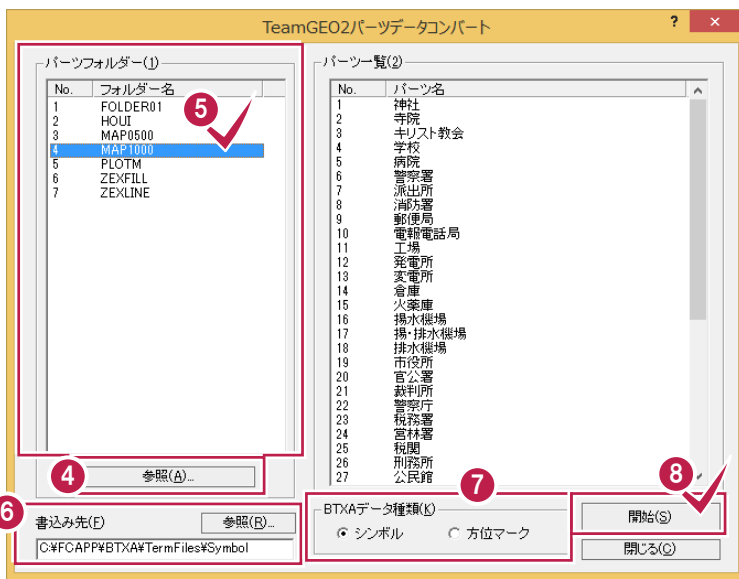 TeamGEO2パーツデータコンバート
? ×
パーツフォルダー(1)
No. フォルダー名
1 FOLDER01
2 HOUI
3 MAP0500
4 MAP1000
5 PLOTM
6 ZEXFILL
7 ZEXLINE
5
4
参照(A)...
6
書込み先(F)
参照(R)...
C:¥FCAPP¥BTXA¥TermFiles¥Symbol
パーツ一覧(2)
No. パーツ名
1 神社
2 寺院
3 キリスト教会
4 学校
5 病院
6 警察署
7 派出所
8 消防署
9 郵便局
10 電報電話局
11 工場
12 発電所
13 変電所
14 倉庫
15 火薬庫
16 揚水機場
17 揚・排水機場
18 排水機場
19 市役所
20 官公署
21 裁判所
22 警察庁
23 税務署
24 営林署
25 税関
26 刑務所
27 公民館
7
BTXAデータ種類(K)
シンボル 方位マーク
8
開始(S)
閉じる(C)